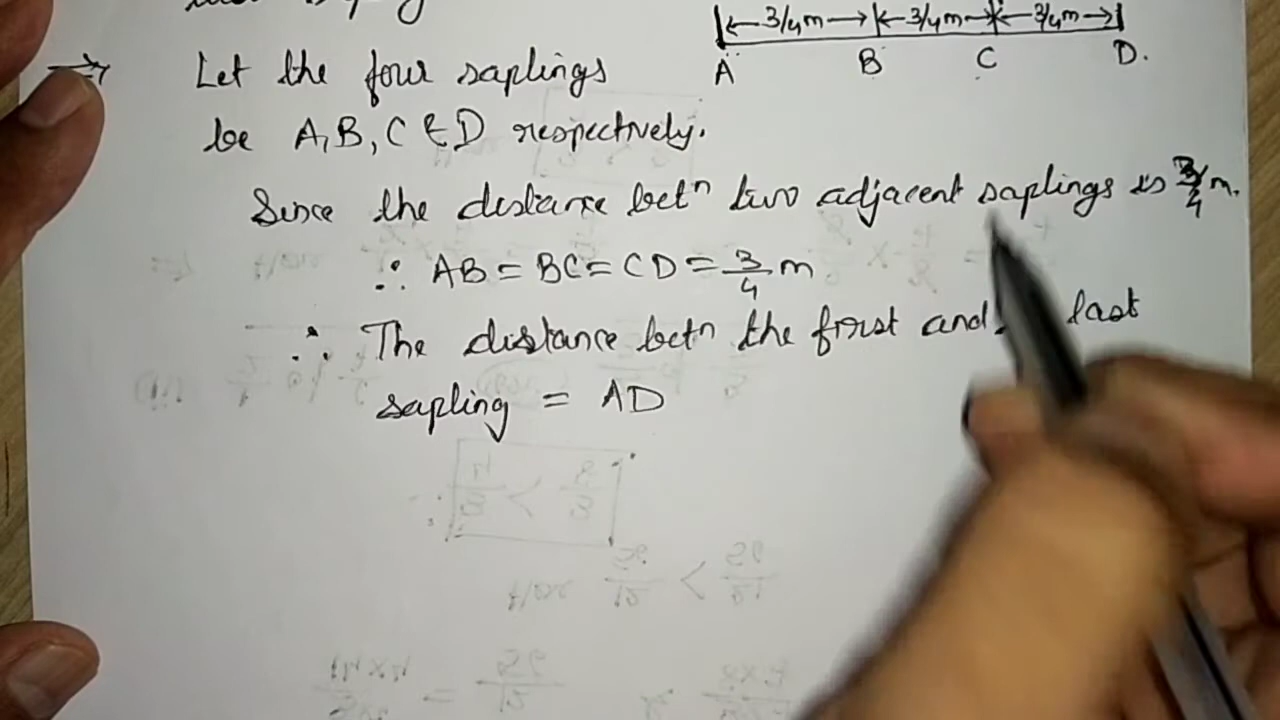 ←3/4m→ ←3/4m→ ←3/4m→
A B C D.
Let the four saplings
be A, B, C & D respectively.
Since the distance betn two adjacent saplings is 3/4 m.
∴ AB = BC = CD = 3/4 m
∴ The distance betn the first and last
sapling = AD